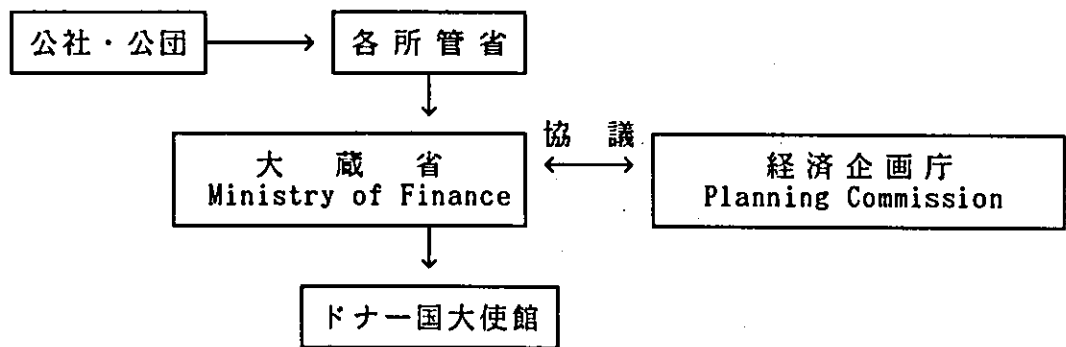 公社・公団
各所管省
協議
大蔵省
Ministry of Finance
経済企画庁
Planning Commission
ドナー国大使館